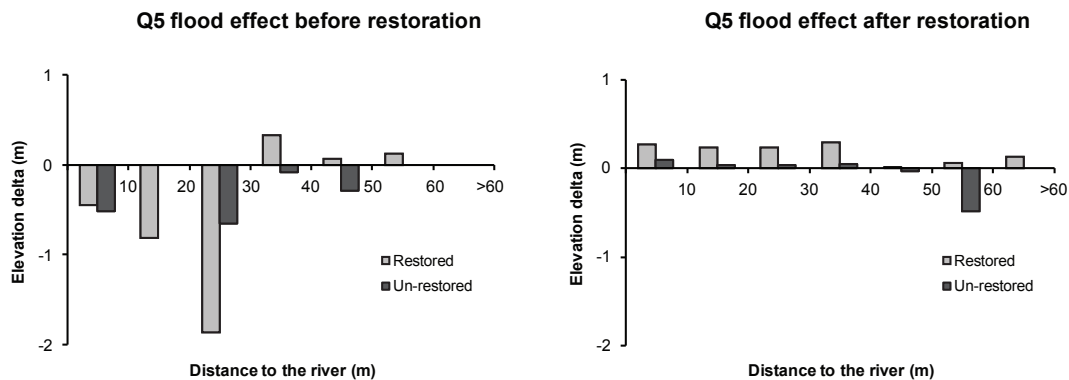 Q5 flood effect before restoration
Elevation delta (m)
1
0
-1
-2
10 20 30 40 50 60 >60
Restored
Un-restored
Distance to the river (m)
Q5 flood effect after restoration
Elevation delta (m)
1
0
-1
-2
10 20 30 40 50 60 >60
Restored
Un-restored
Distance to the river (m)